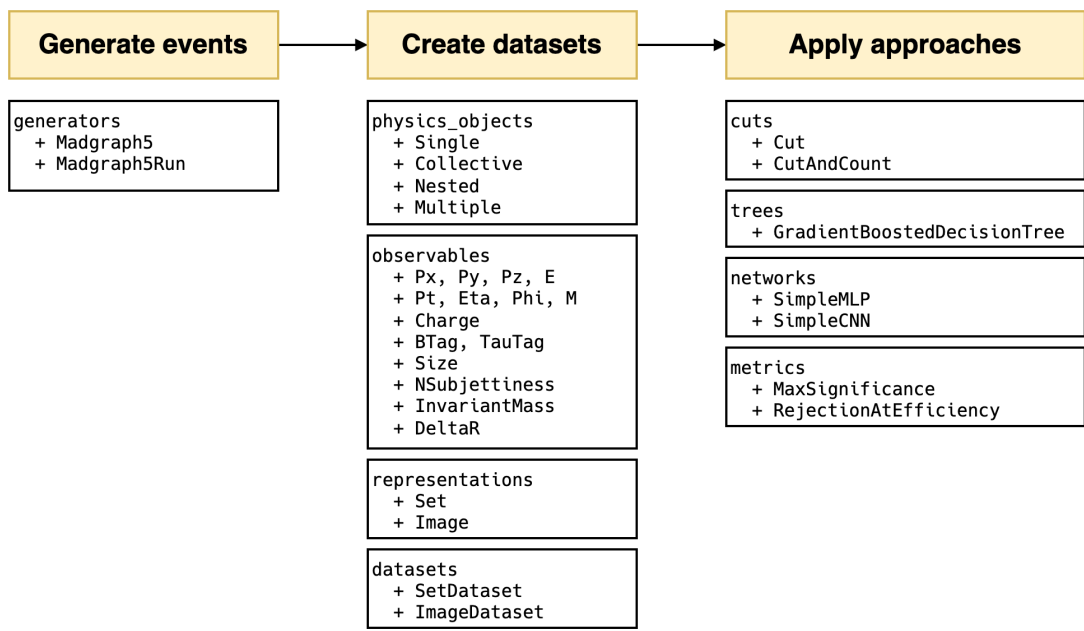 Generate events
Create datasets
Apply approaches
generators
+ Madgraph5
+ Madgraph5Run
physics_objects
+ Single
+ Collective
+ Nested
+ Multiple
observables
+ Px, Py, Pz, E
+ Pt, Eta, Phi, M
+ Charge
+ BTag, TauTag
+ Size
+ NSubjettiness
+ InvariantMass
+ DeltaR
representations
+ Set
+ Image
datasets
+ SetDataset
+ ImageDataset
cuts
+ Cut
+ CutAndCount
trees
+ GradientBoostedDecisionTree
networks
+ SimpleMLP
+ SimpleCNN
metrics
+ MaxSignificance
+ RejectionAtEfficiency